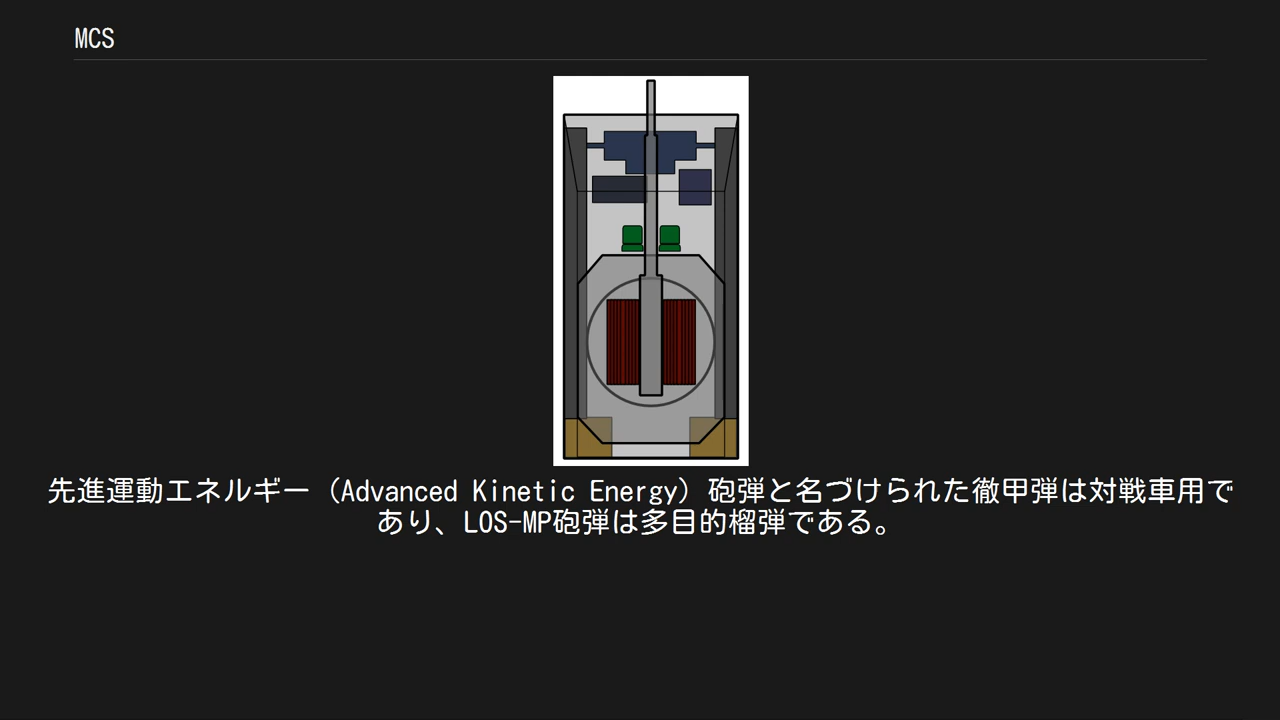 MCS
先進運動エネルギー（Advanced Kinetic Energy）砲弾と名づけられた徹甲弾は対戦車用で
あり、LOS-MP砲弾は多目的榴弾である。